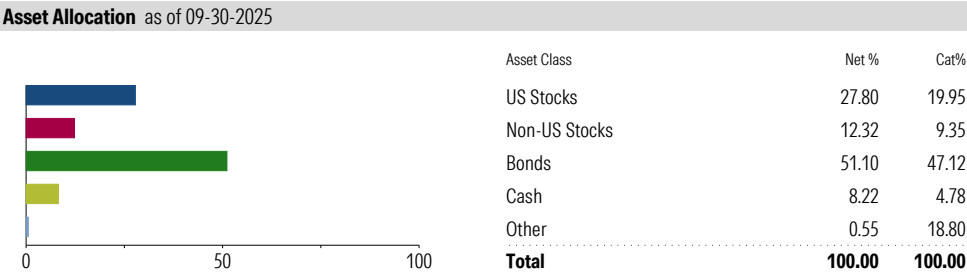 Asset Allocation as of 09-30-2025
Asset Class Net % Cat%
US Stocks 27.80 19.95
Non-US Stocks 12.32 9.35
Bonds 51.10 47.12
Cash 8.22 4.78
Other 0.55 18.80
Total 100.00 100.00
0 50 100